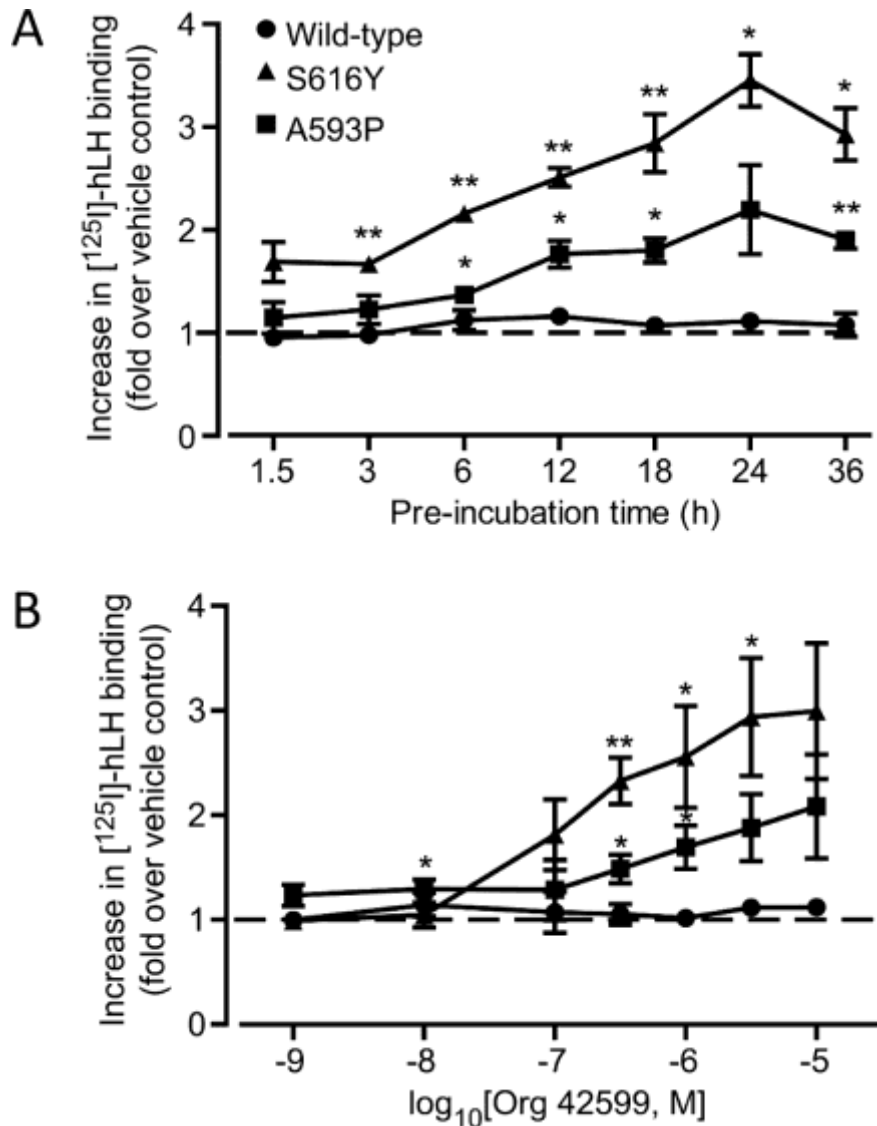 A
Wild-type
S616Y
A593P
Increase in [¹²⁵I]-hLH binding
(fold over vehicle control)
4
3
2
1
0
* ** ** ** ** * *
* * * **
1.5 3 6 12 18 24 36
Pre-incubation time (h)
B
Increase in [¹²⁵I]-hLH binding
(fold over vehicle control)
4
3
2
1
0
* ** * *
* *
-9 -8 -7 -6 -5
log₁₀[Org 42599, M]